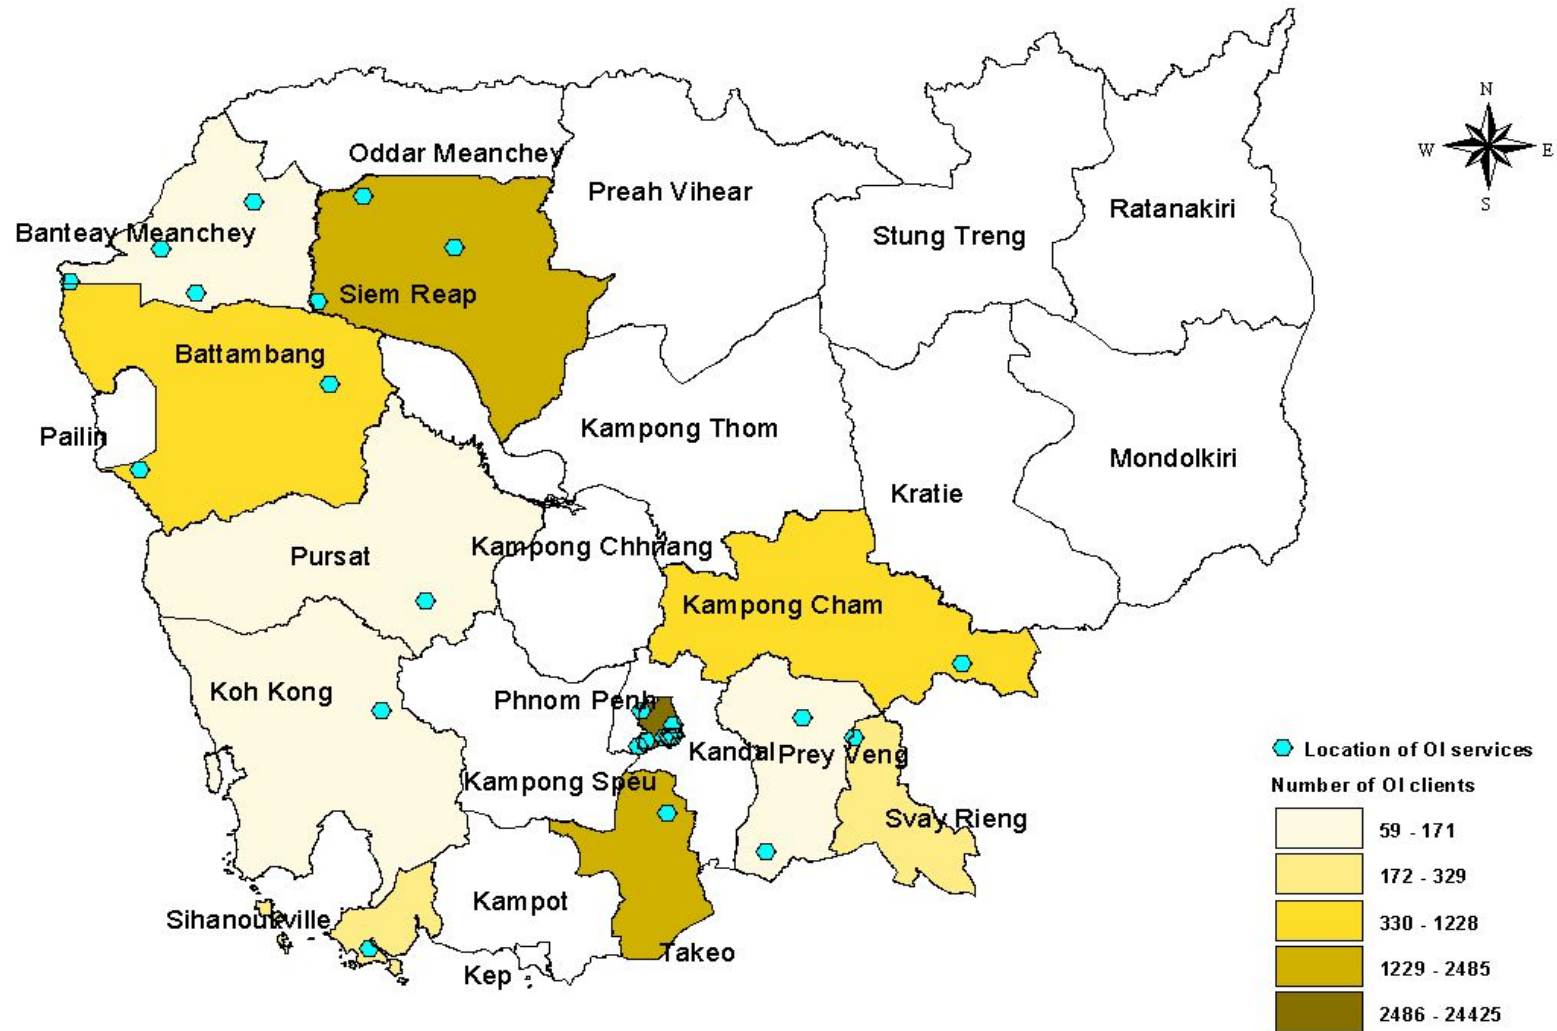 N
W E
S
Oddar Meanchey
Preah Vihear
Ratanakiri
Stung Treng
Banteay Meanchey
Siem Reap
Battambang
Kampong Thom
Pailin
Mondolkiri
Kratie
Kampong Chhnang
Pursat
Kampong Cham
Koh Kong
Phnom Penh
Kandal
Prey Veng
Kampong Speu
Svay Rieng
Kampot
Sihanoukville
Takeo
Kep
Location of OI services
Number of OI clients
59 - 171
172 - 329
330 - 1228
1229 - 2485
2486 - 24425